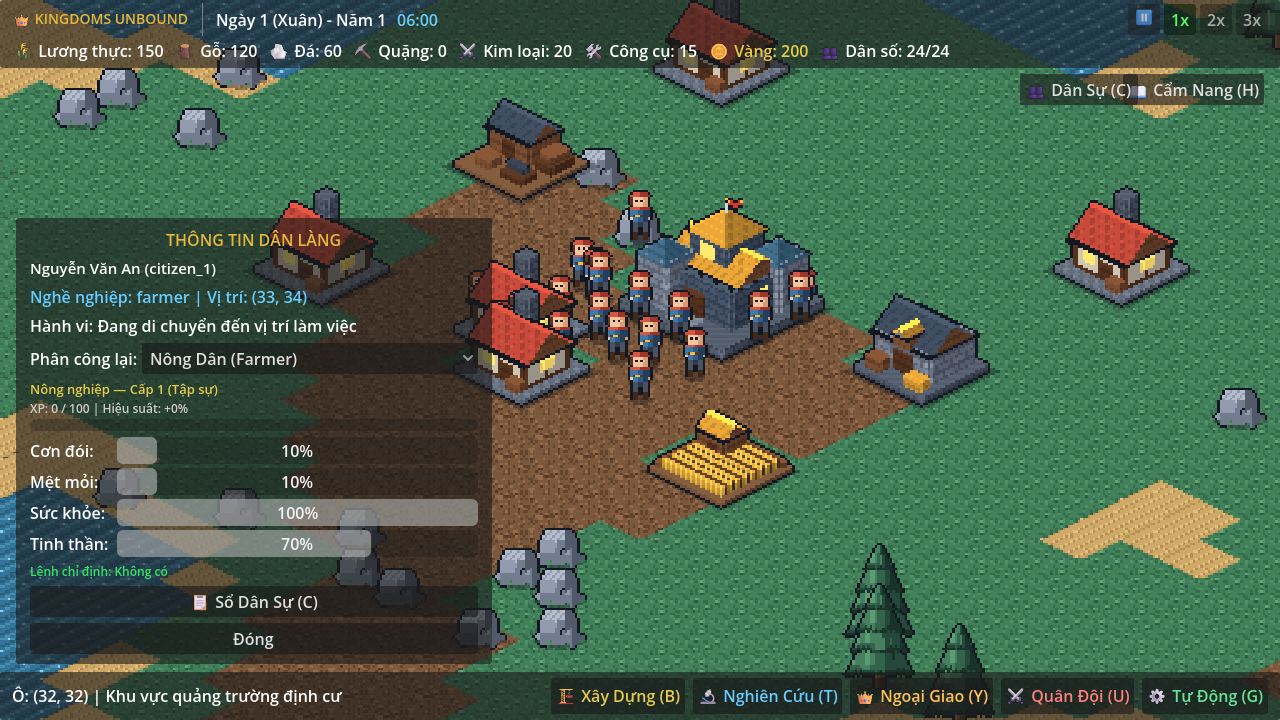 KINGDOMS UNBOUND
Ngày 1 (Xuân) - Năm 1 06:00
1x 2x 3x
Lương thực: 150 Gỗ: 120 Đá: 60 Quặng: 0 Kim loại: 20 Công cụ: 15 Vàng: 200 Dân số: 24/24
Dân Sự (C) Cẩm Nang (H)
THÔNG TIN DÂN LÀNG
Nguyễn Văn An (citizen_1)
Nghề nghiệp: farmer | Vị trí: (33, 34)
Hành vi: Đang di chuyển đến vị trí làm việc
Phân công lại: Nông Dân (Farmer)
Nông nghiệp — Cấp 1 (Tập sự)
XP: 0 / 100 | Hiệu suất: +0%
Cơn đói: 10%
Mệt mỏi: 10%
Sức khỏe: 100%
Tinh thần: 70%
Lệnh chỉ định: Không có
Sổ Dân Sự (C)
Đóng
Ô: (32, 32) | Khu vực quảng trường định cư
Xây Dựng (B) Nghiên Cứu (T) Ngoại Giao (Y) Quân Đội (U) Tự Động (G)